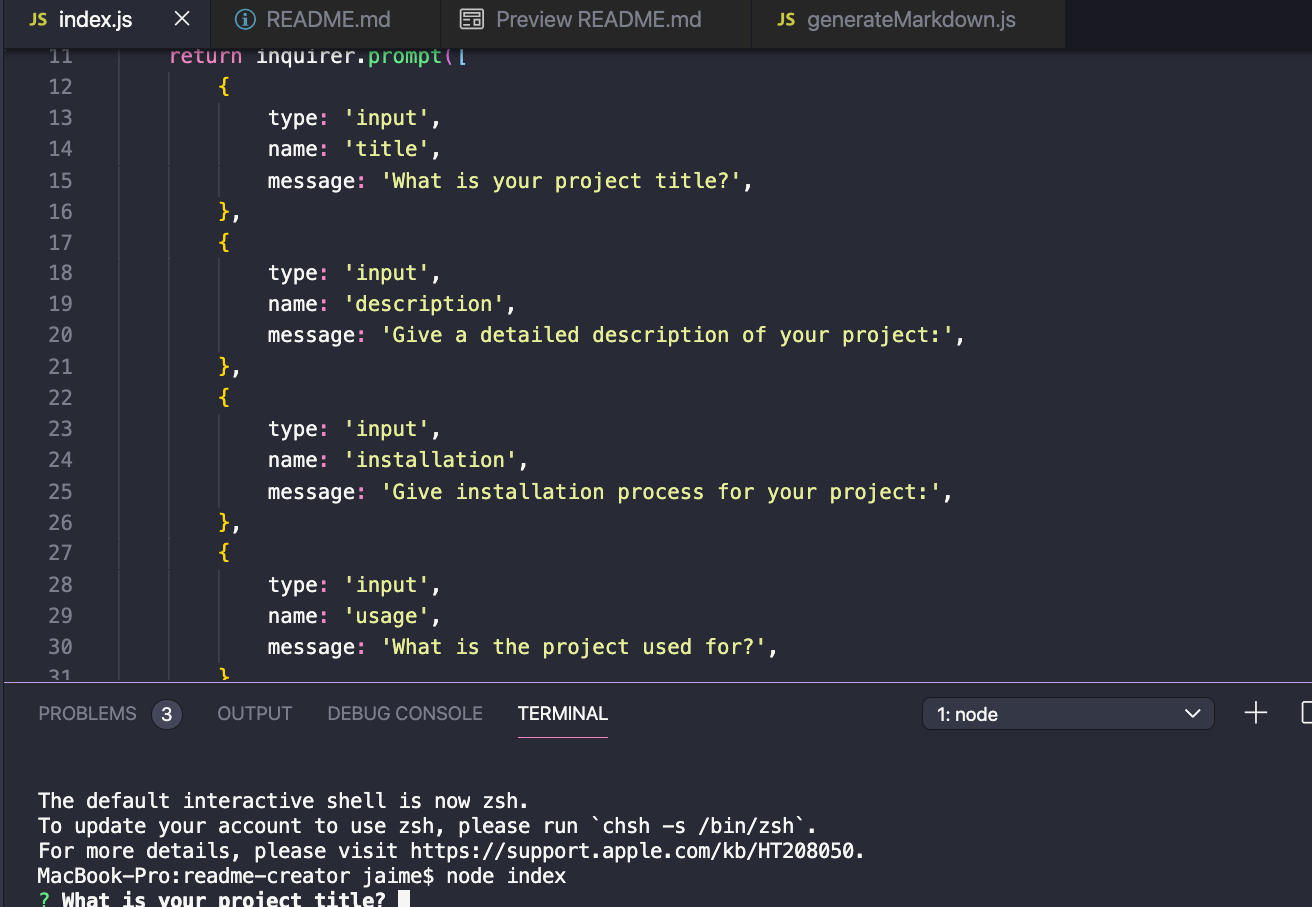 JS index.js × README.md Preview README.md JS generateMarkdown.js
11 return inquirer.prompt([
12 {
13 type: 'input',
14 name: 'title',
15 message: 'What is your project title?',
16 },
17 {
18 type: 'input',
19 name: 'description',
20 message: 'Give a detailed description of your project:',
21 },
22 {
23 type: 'input',
24 name: 'installation',
25 message: 'Give installation process for your project:',
26 },
27 {
28 type: 'input',
29 name: 'usage',
30 message: 'What is the project used for?',
31 }
PROBLEMS 3 OUTPUT DEBUG CONSOLE TERMINAL 1: node
The default interactive shell is now zsh.
To update your account to use zsh, please run `chsh -s /bin/zsh`.
For more details, please visit https://support.apple.com/kb/HT208050.
MacBook-Pro:readme-creator jaime$ node index
? What is your project title?